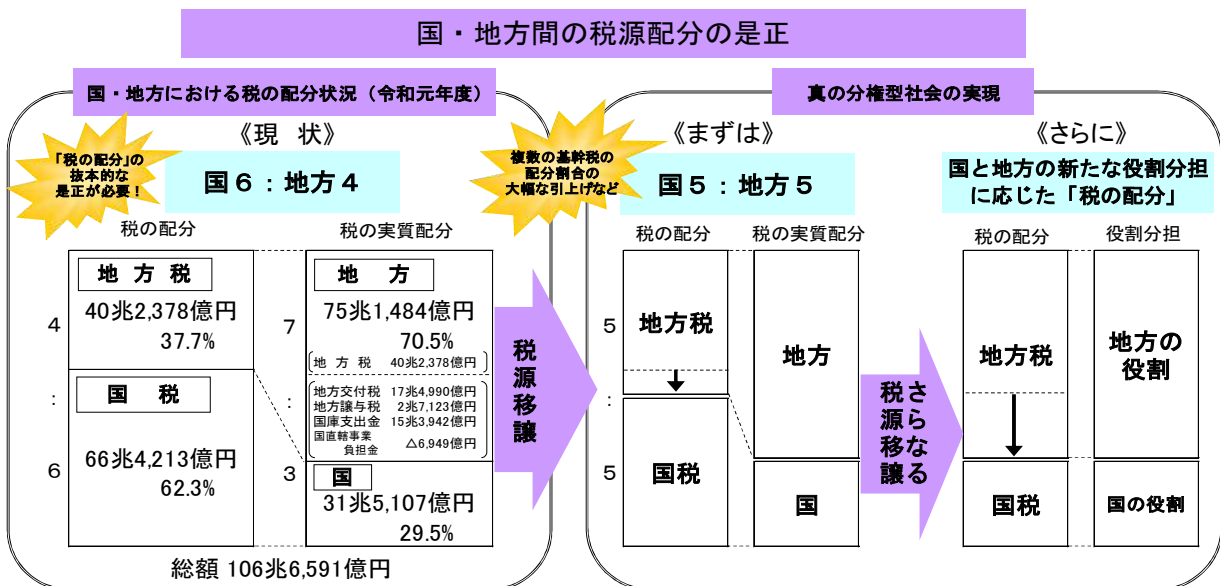 国・地方間の税源配分の是正
国・地方における税の配分状況（令和元年度）
《現　状》
「税の配分」の
抜本的な
是正が必要！
国６：地方４
税の配分
税の実質配分
4
:
6
地 方 税
40兆2,378億円
37.7%
国　税
66兆4,213億円
62.3%
7
:
3
地　方
75兆1,484億円
70.5%
地 方 税　40兆2,378億円
地方交付税　17兆4,990億円
地方譲与税　2兆7,123億円
国庫支出金　15兆3,942億円
国直轄事業
負担金　△6,949億円
国
31兆5,107億円
29.5%
総額 106兆6,591億円
税源移譲
真の分権型社会の実現
複数の基幹税の
配分割合の
大幅な引上げなど
《まずは》
国５：地方５
税の配分
税の実質配分
5
:
5
地方税
国税
地方
国
さらなる
税源移譲
《さらに》
国と地方の新たな役割分担
に応じた「税の配分」
税の配分
役割分担
地方税
国税
地方の
役割
国の役割